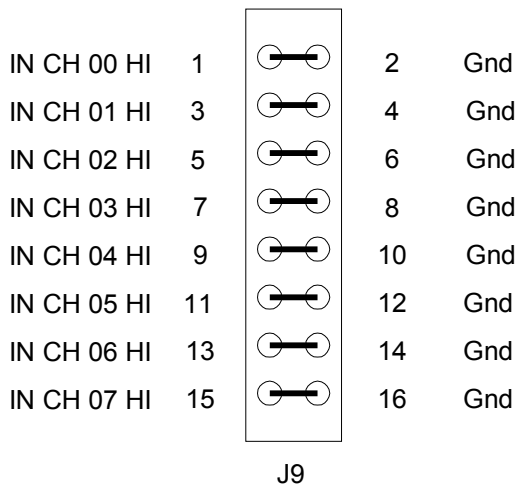 IN CH 00 HI 1 2 Gnd
IN CH 01 HI 3 4 Gnd
IN CH 02 HI 5 6 Gnd
IN CH 03 HI 7 8 Gnd
IN CH 04 HI 9 10 Gnd
IN CH 05 HI 11 12 Gnd
IN CH 06 HI 13 14 Gnd
IN CH 07 HI 15 16 Gnd
J9